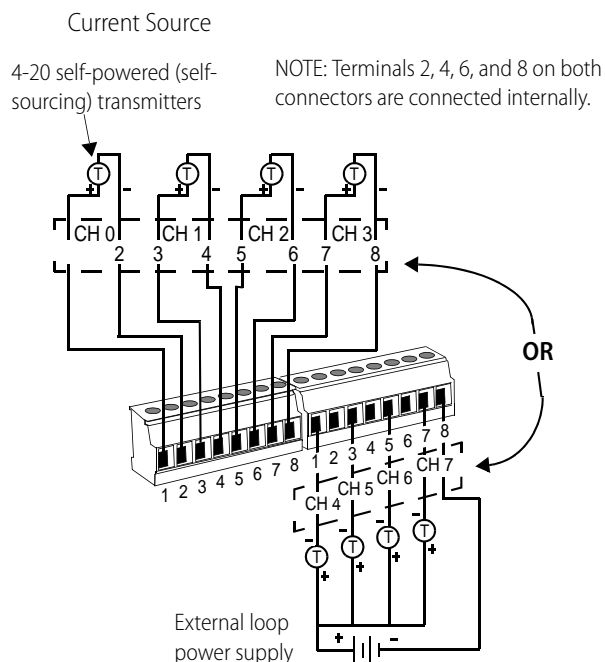 Current Source
4-20 self-powered (self-
sourcing) transmitters
NOTE: Terminals 2, 4, 6, and 8 on both
connectors are connected internally.
T T T T
+ - + - + - + -
CH 0 CH 1 CH 2 CH 3
2 3 4 5 6 7 8
OR
1 2 3 4 5 6 7 8
1 2 3 4 5 6 7 8
CH 4 CH 5 CH 6 CH 7
- - - -
T T T T
+ + + +
External loop
power supply
+ -